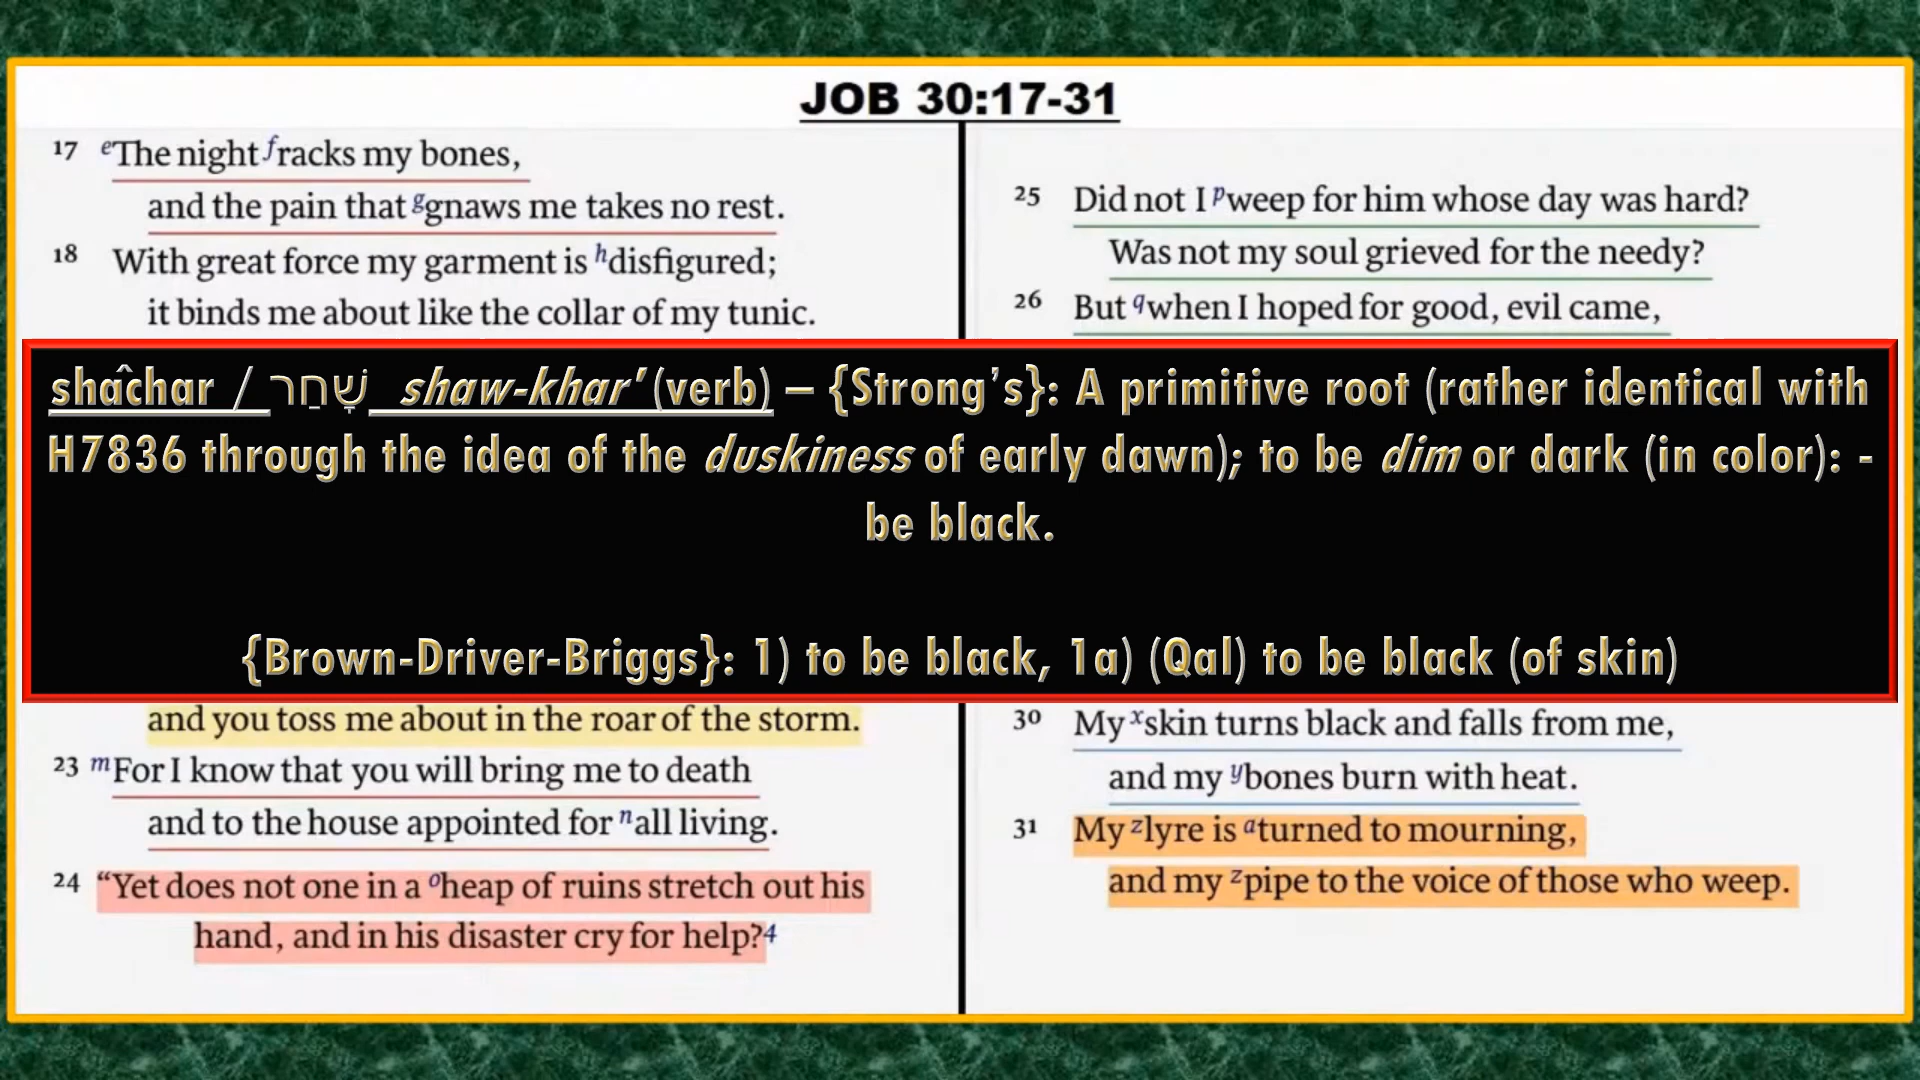 JOB 30:17-31
17 eThe night fracks my bones,
and the pain that ggnaws me takes no rest.
18 With great force my garment is hdisfigured;
it binds me about like the collar of my tunic.
25 Did not I pweep for him whose day was hard?
Was not my soul grieved for the needy?
26 But qwhen I hoped for good, evil came,
shâchar / שָׁחַר shaw-khar' (verb) – {Strong's}: A primitive root (rather identical with
H7836 through the idea of the duskiness of early dawn); to be dim or dark (in color): -
be black.
{Brown-Driver-Briggs}: 1) to be black, 1a) (Qal) to be black (of skin)
and you toss me about in the roar of the storm.
23 mFor I know that you will bring me to death
and to the house appointed for nall living.
24 “Yet does not one in a oheap of ruins stretch out his
hand, and in his disaster cry for help?4
30 My xskin turns black and falls from me,
and my ybones burn with heat.
31 My zlyre is aturned to mourning,
and my zpipe to the voice of those who weep.